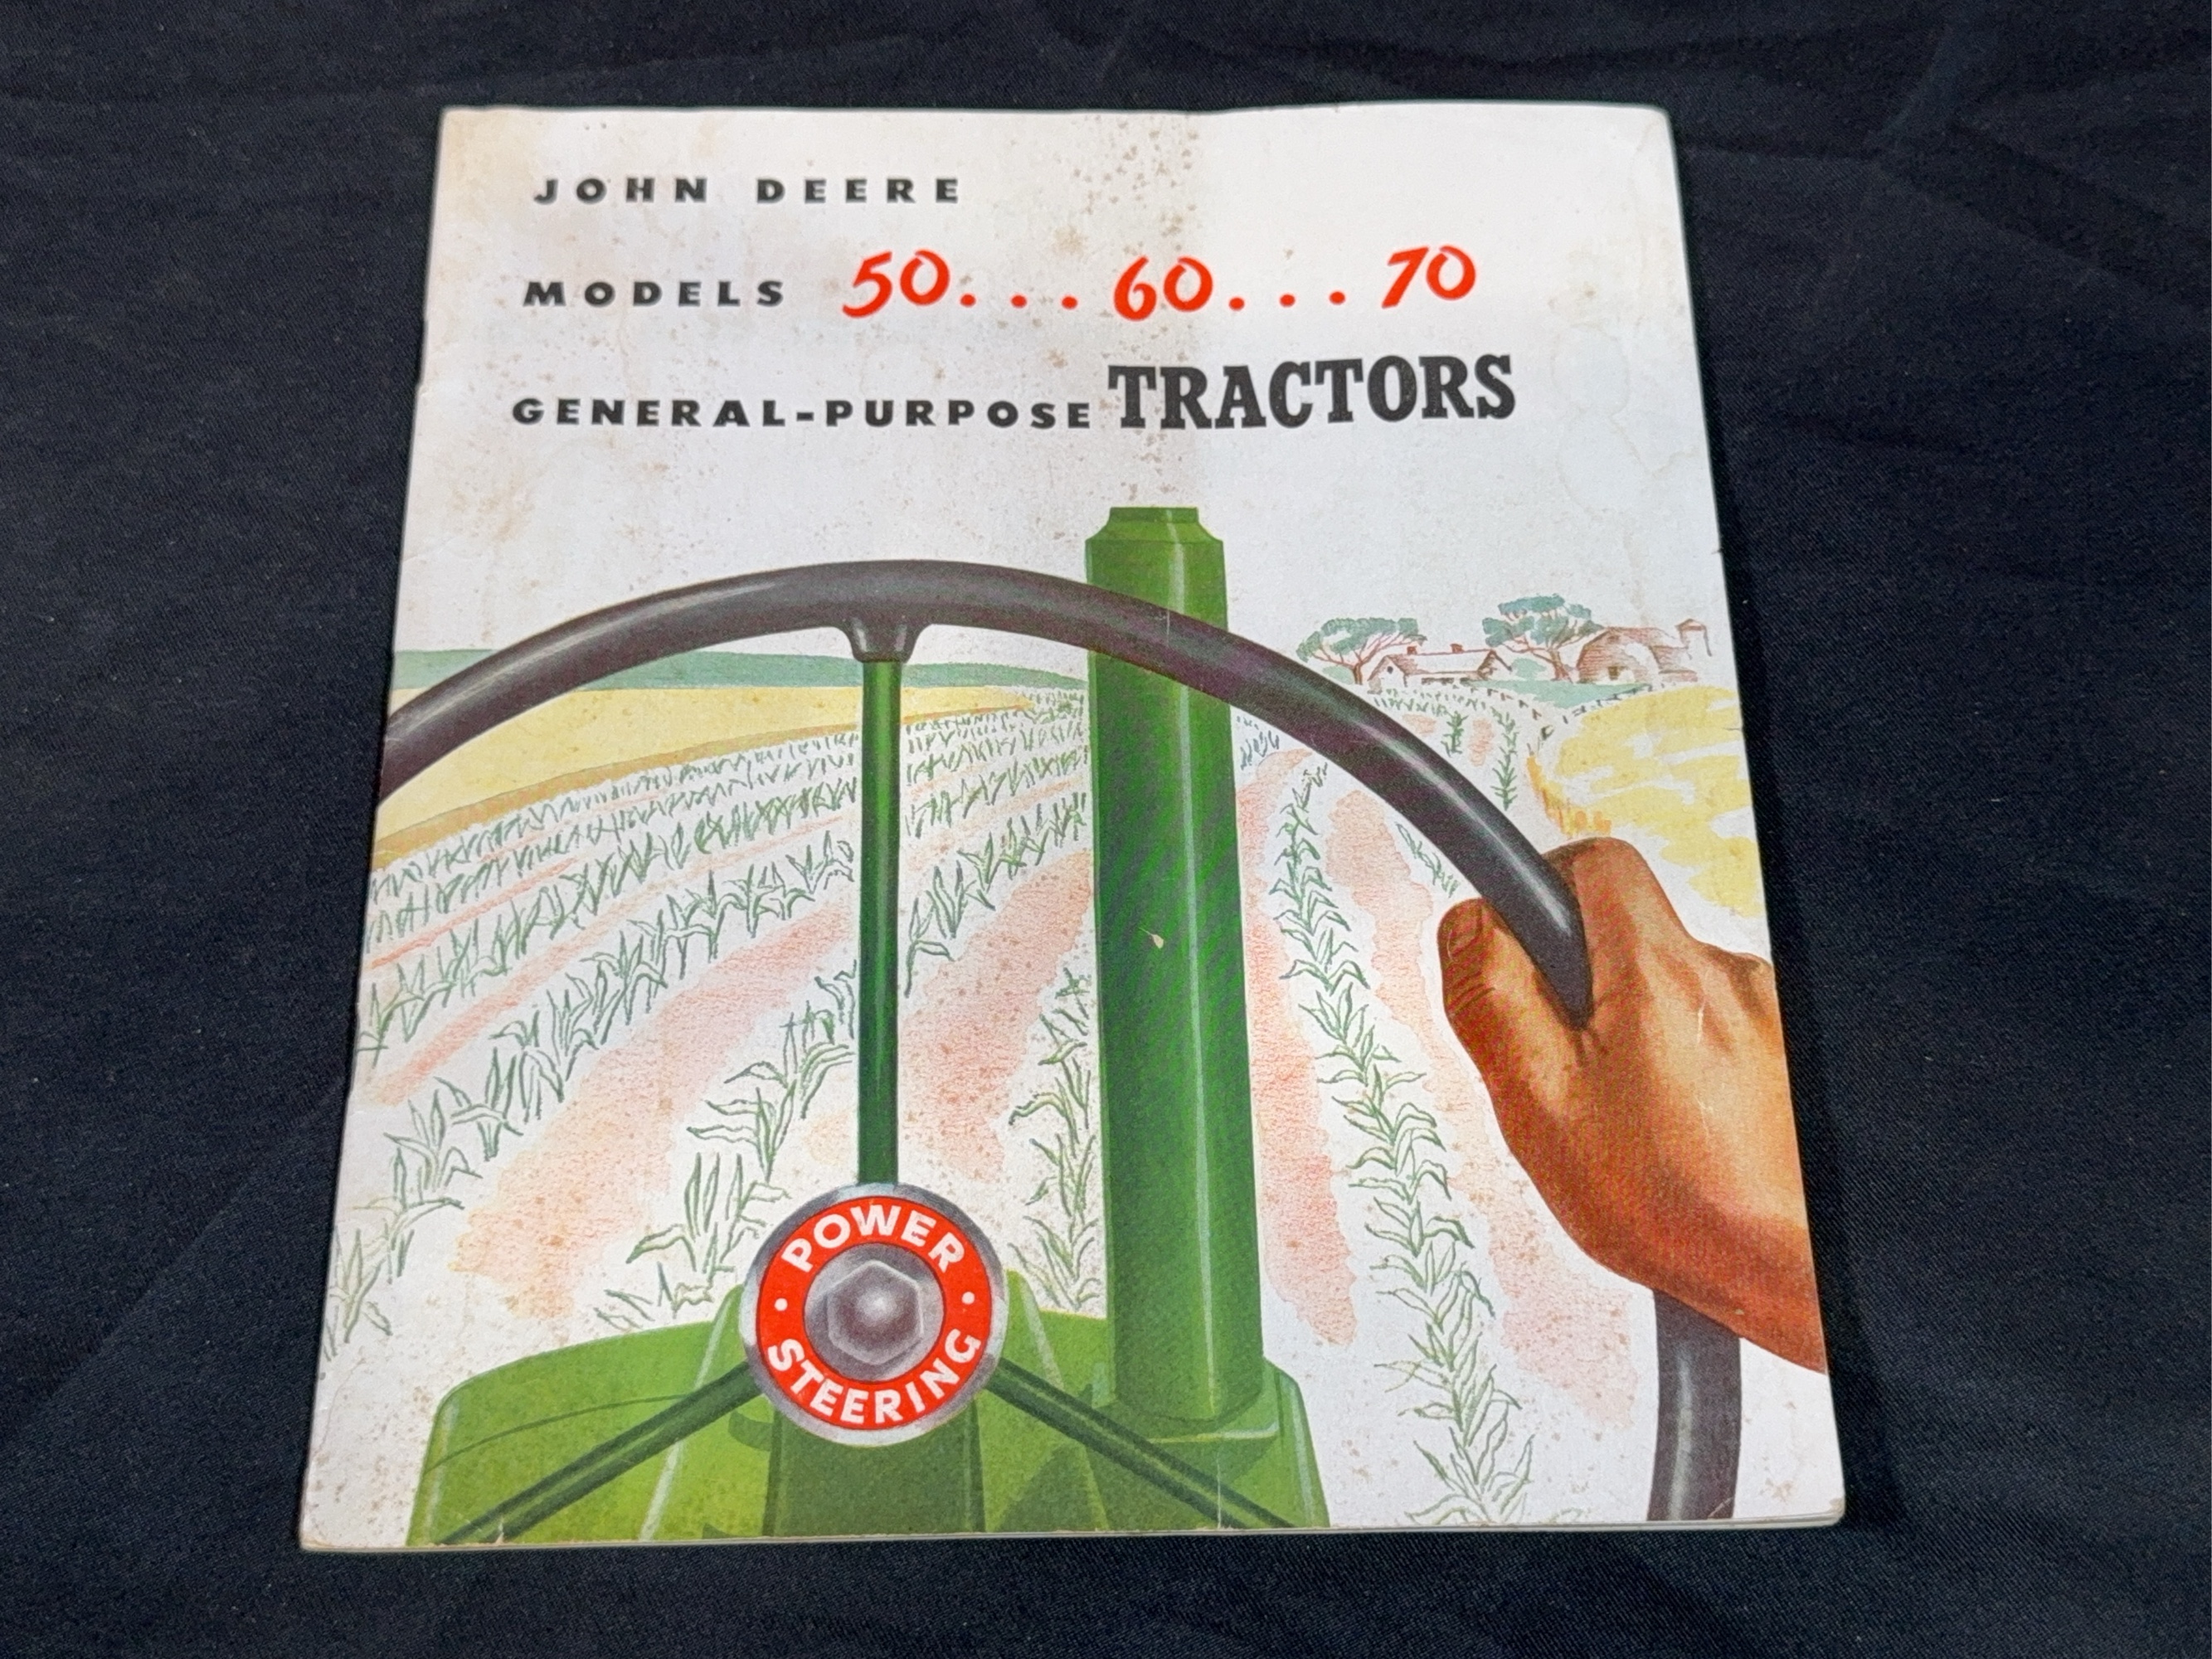 JOHN DEERE
MODELS 50...60...70
GENERAL-PURPOSE TRACTORS
POWER
• STEERING •